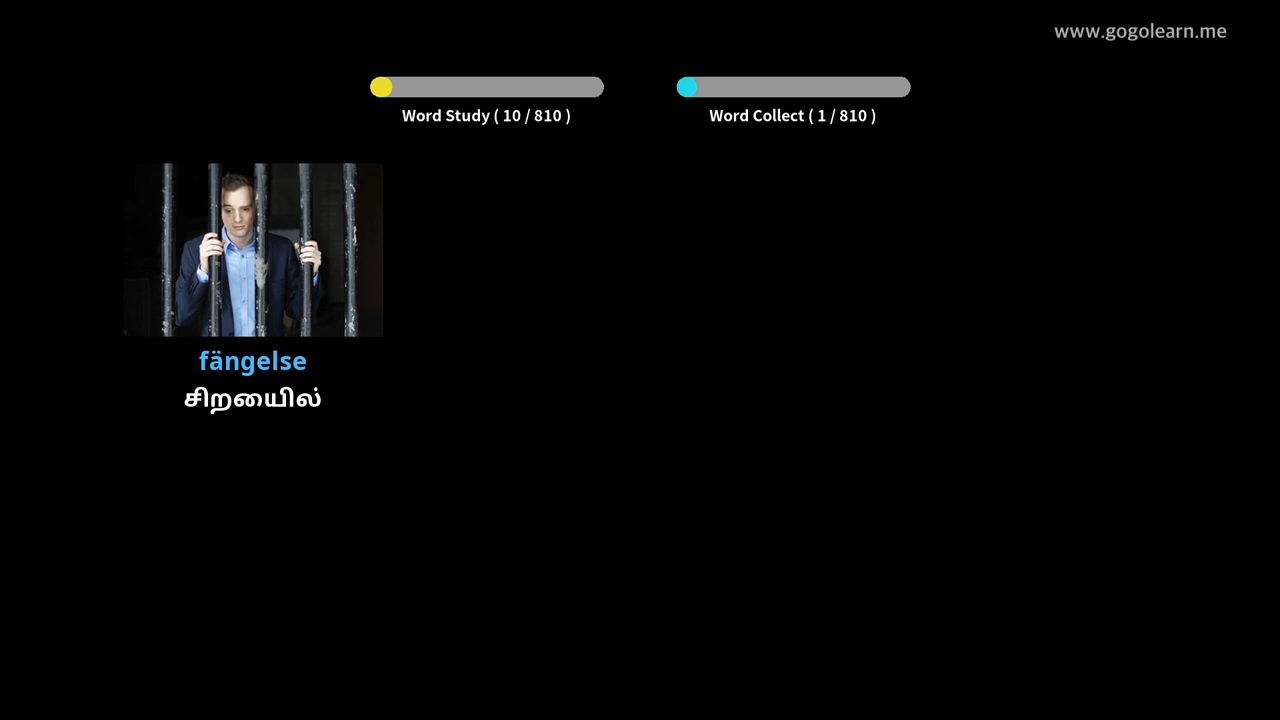 www.gogolearn.me
Word Study ( 10 / 810 )
Word Collect ( 1 / 810 )
fängelse
சிறையில்